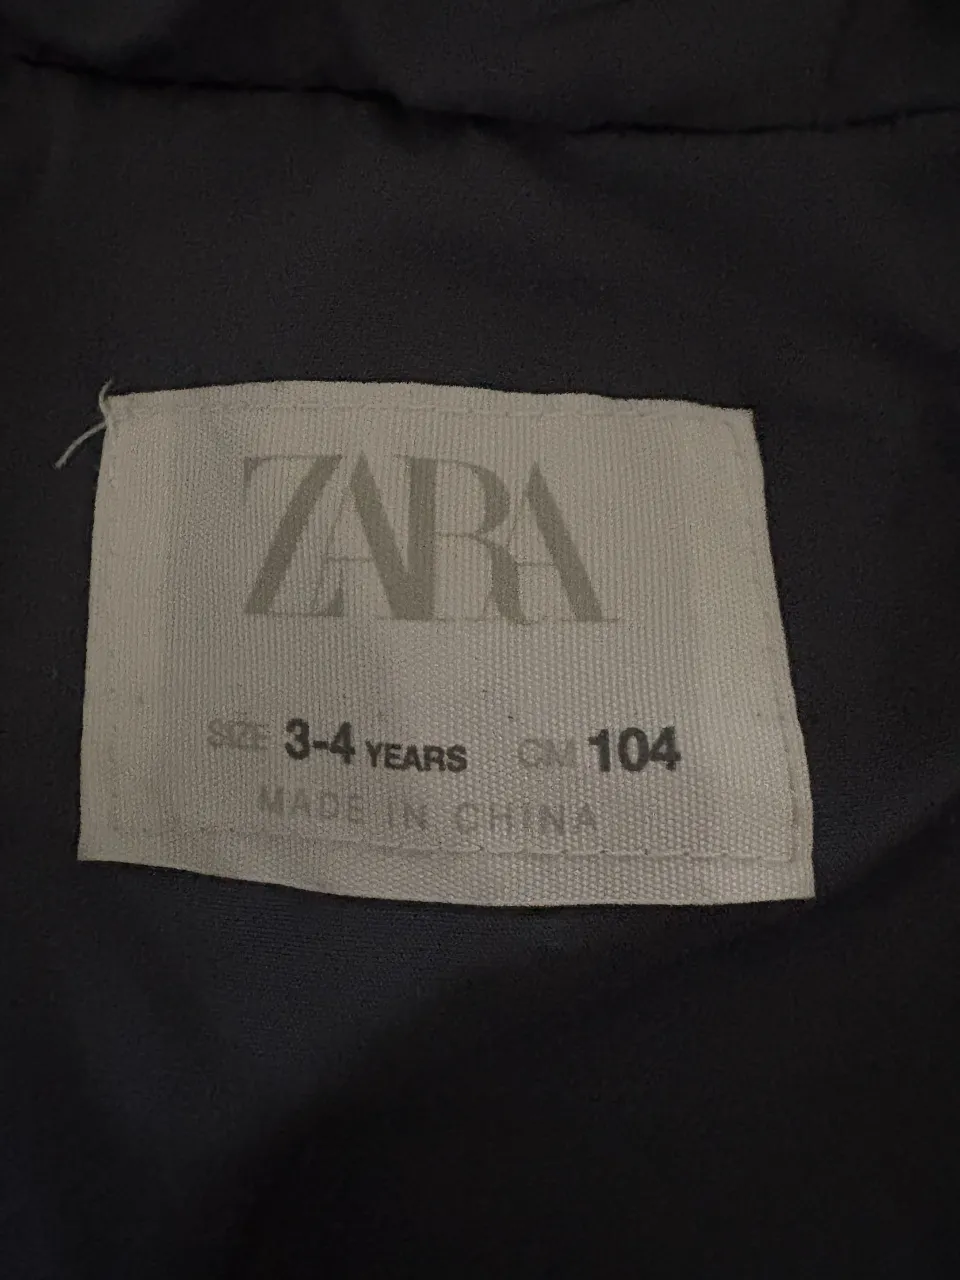 ZARA
SIZE 3-4 YEARS CM 104
MADE IN CHINA